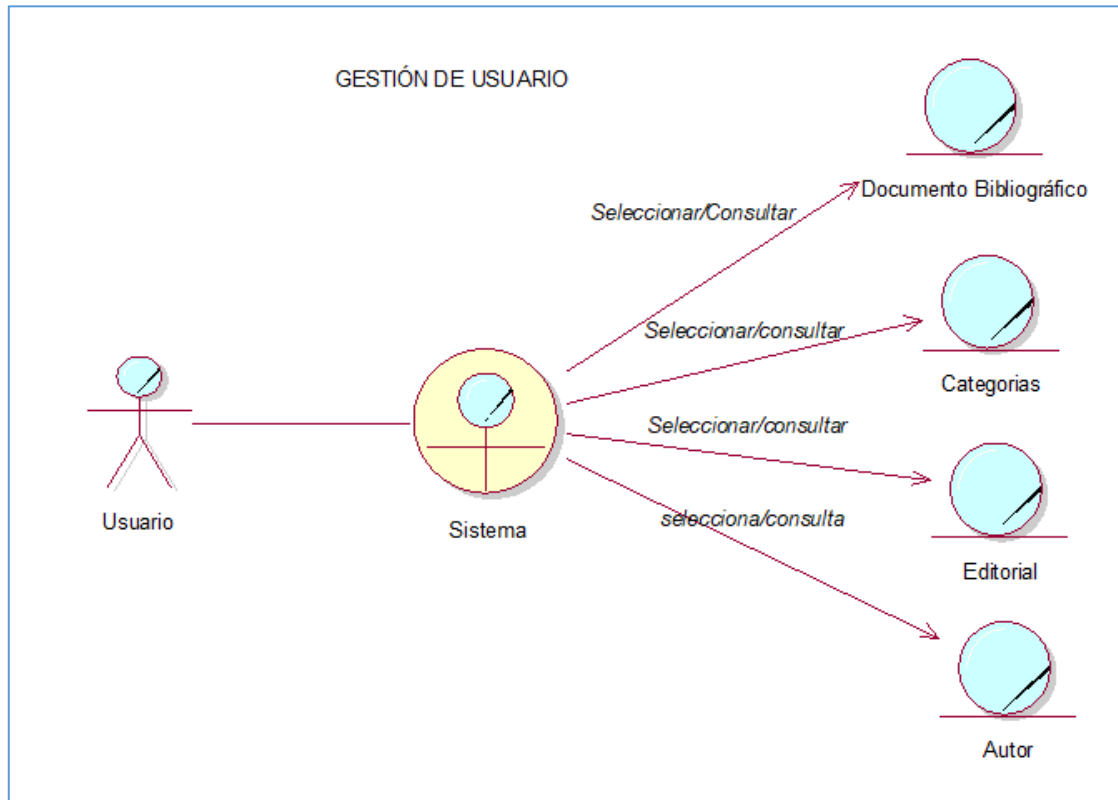 GESTIÓN DE USUARIO
Documento Bibliográfico
Seleccionar/Consultar
Seleccionar/consultar
Categorias
Seleccionar/consultar
Usuario
Sistema
selecciona/consulta
Editorial
Autor